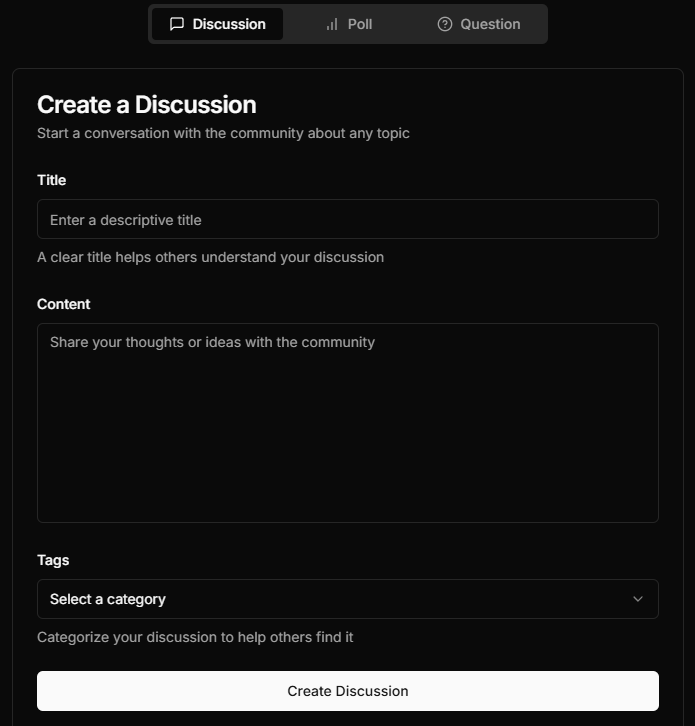 Discussion
Poll
Question
Create a Discussion
Start a conversation with the community about any topic
Title
Enter a descriptive title
A clear title helps others understand your discussion
Content
Share your thoughts or ideas with the community
Tags
Select a category
Categorize your discussion to help others find it
Create Discussion